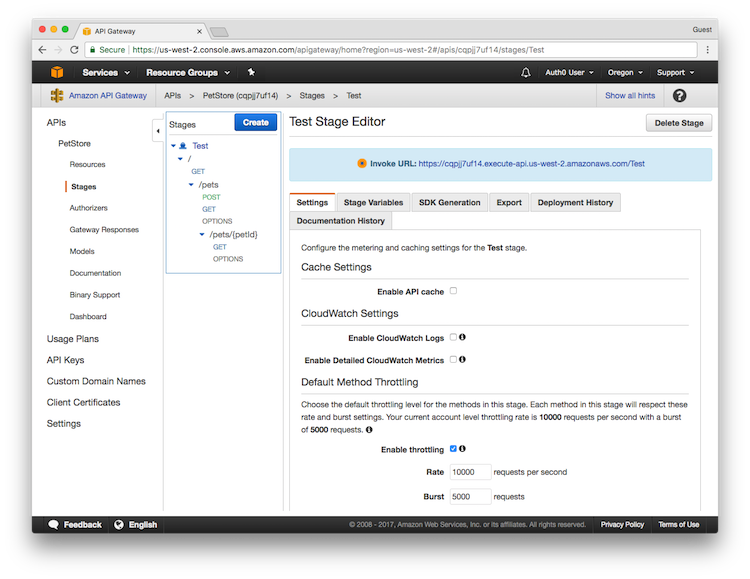 API Gateway
Guest
Secure https://us-west-2.console.aws.amazon.com/apigateway/home?region=us-west-2#/apis/cqpjj7uf14/stages/Test
Services Resource Groups Auth0 User Oregon Support
Amazon API Gateway APIs > PetStore (cqpjj7uf14) > Stages > Test Show all hints ?
APIs
PetStore
Resources
Stages
Authorizers
Gateway Responses
Models
Documentation
Binary Support
Dashboard
Usage Plans
API Keys
Custom Domain Names
Client Certificates
Settings
Stages Create
Test
/
GET
/pets
POST
GET
OPTIONS
/pets/{petId}
GET
OPTIONS
Test Stage Editor
Delete Stage
Invoke URL: https://cqpjj7uf14.execute-api.us-west-2.amazonaws.com/Test
Settings Stage Variables SDK Generation Export Deployment History
Documentation History
Configure the metering and caching settings for the Test stage.
Cache Settings
Enable API cache
CloudWatch Settings
Enable CloudWatch Logs
Enable Detailed CloudWatch Metrics
Default Method Throttling
Choose the default throttling level for the methods in this stage. Each method in this stage will respect these
rate and burst settings. Your current account level throttling rate is 10000 requests per second with a burst
of 5000 requests.
Enable throttling
Rate 10000 requests per second
Burst 5000 requests
Feedback English © 2008 - 2017, Amazon Web Services, Inc. or its affiliates. All rights reserved. Privacy Policy Terms of Use